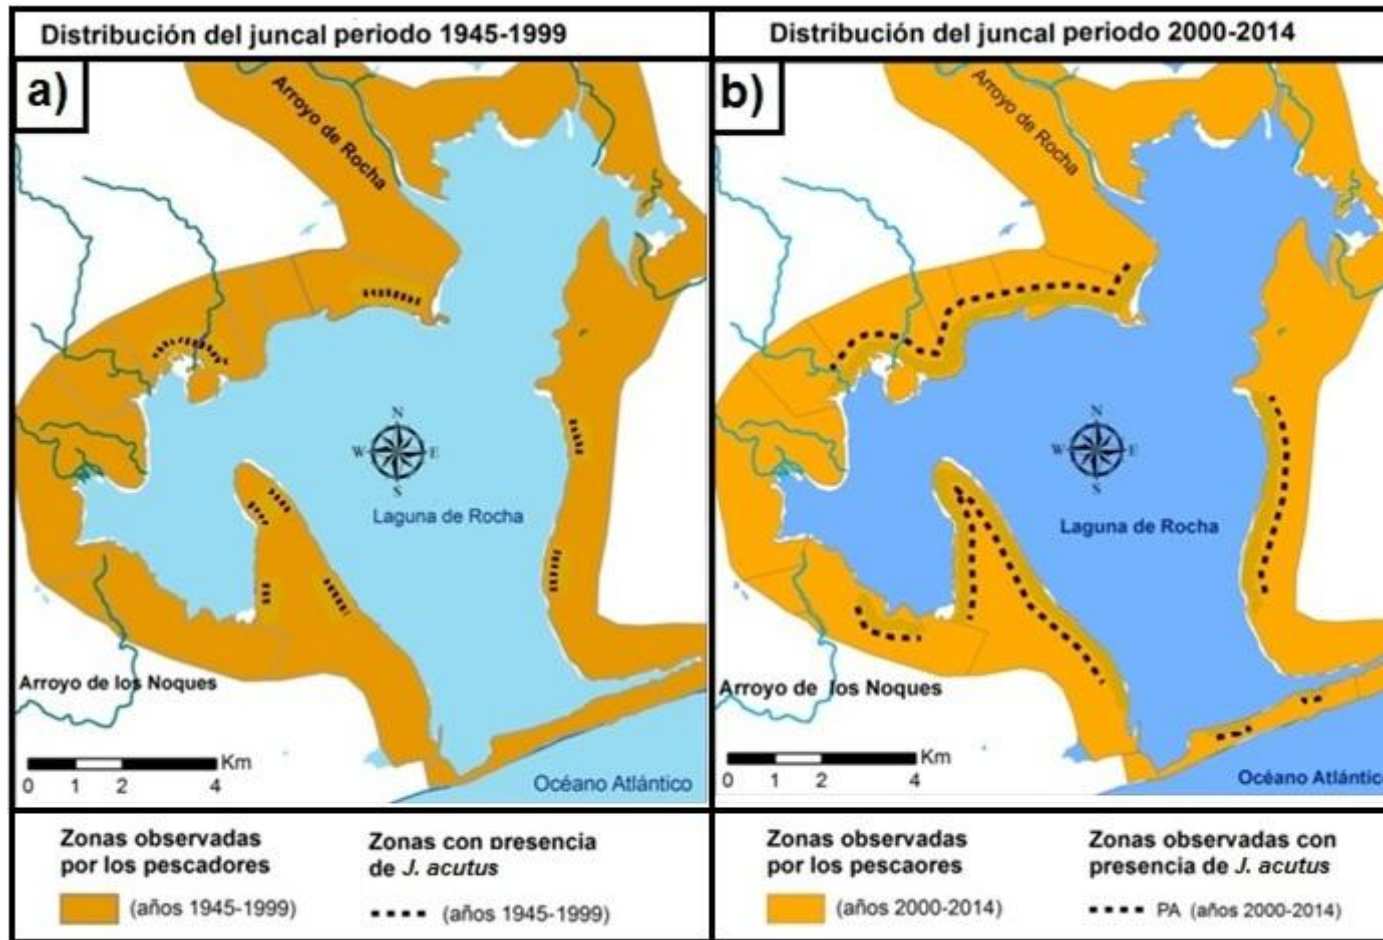 Distribución del juncal periodo 1945-1999
a)
Arroyo de Rocha
N
W E
S
Laguna de Rocha
Arroyo de los Noques
Km
0 1 2 4
Océano Atlántico
Zonas observadas
por los pescadores
(años 1945-1999)
Zonas con presencia
de J. acutus
(años 1945-1999)
Distribución del juncal periodo 2000-2014
b)
Arroyo de Rocha
N
W E
S
Laguna de Rocha
Arroyo de los Noques
Km
0 1 2 4
Océano Atlántic
Zonas observadas
por los pescaores
(años 2000-2014)
Zonas observadas con
presencia de J. acutus
PA (años 2000-2014)